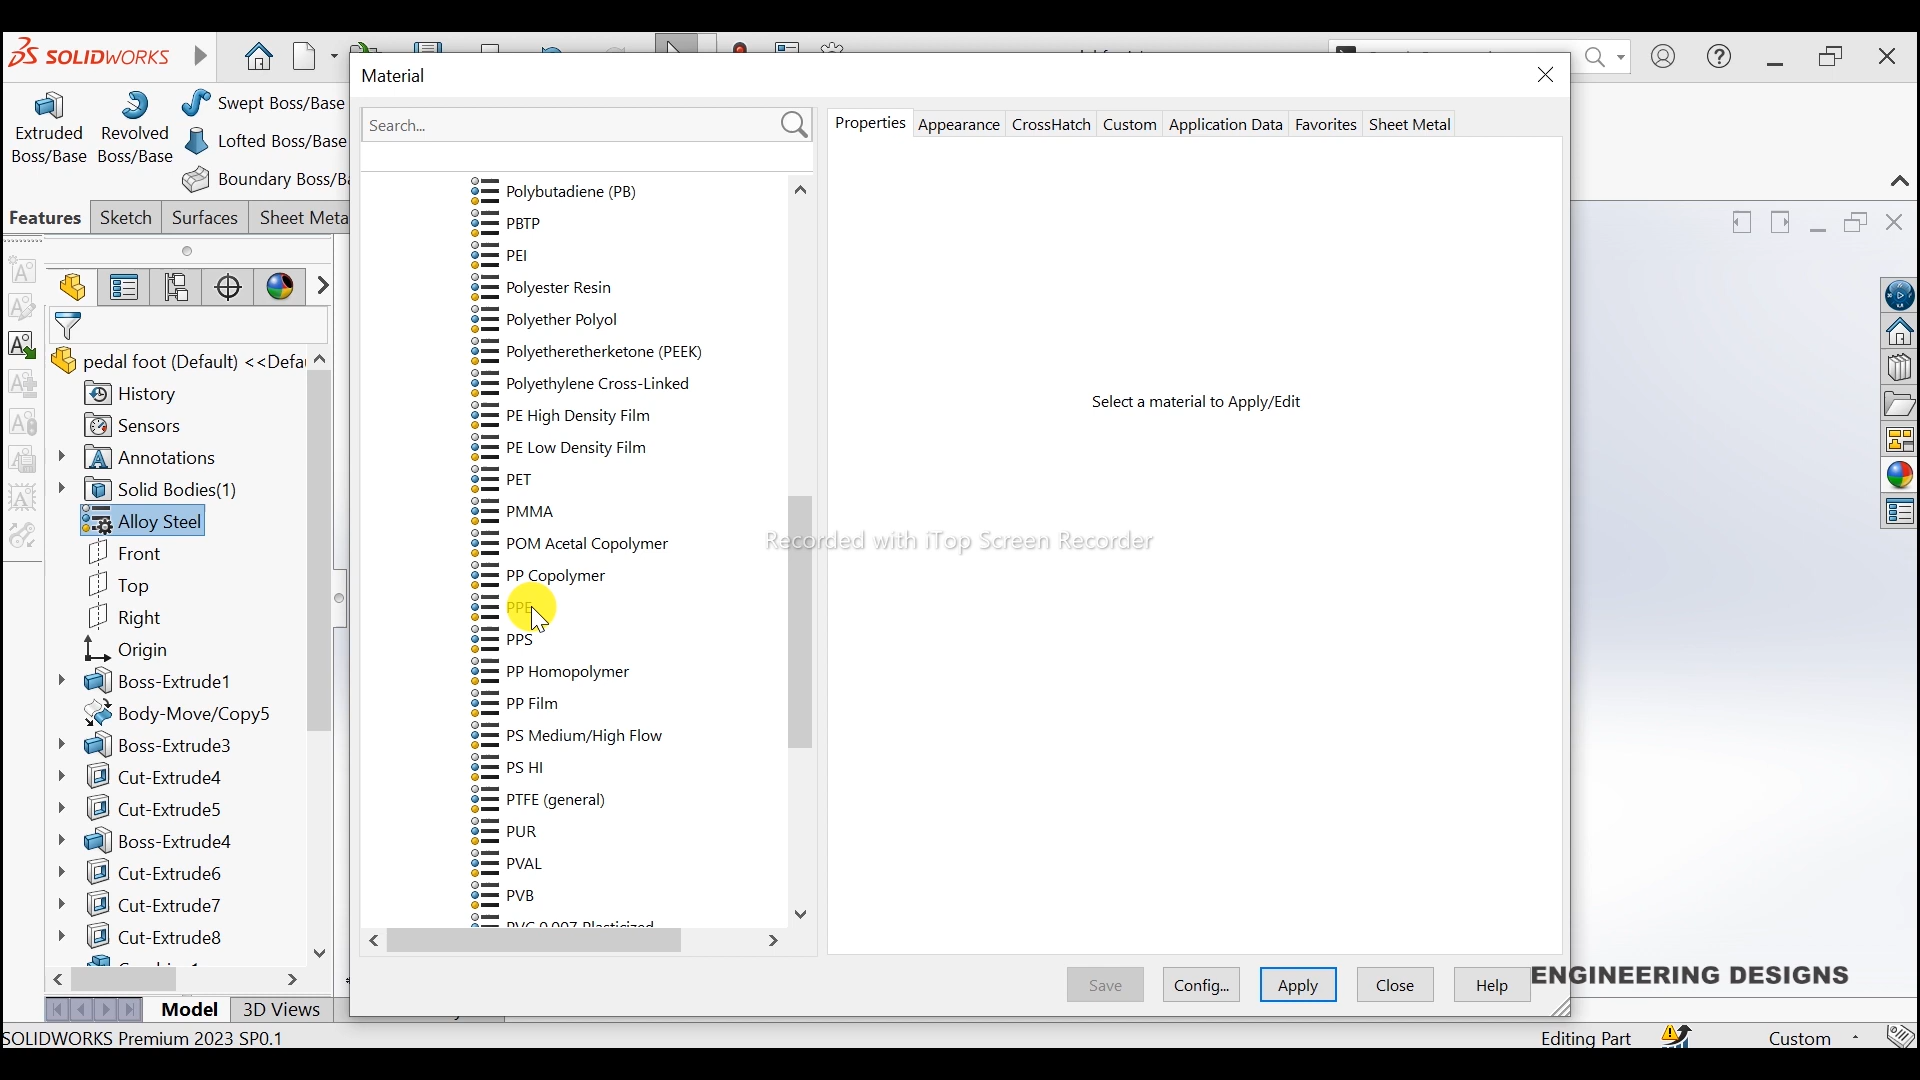 SOLIDWORKS
Material
Extruded Boss/Base
Revolved Boss/Base
Swept Boss/Base
Lofted Boss/Base
Boundary Boss/Ba
Features
Sketch
Surfaces
Sheet Meta
pedal foot (Default) <<Defau
History
Sensors
Annotations
Solid Bodies(1)
Alloy Steel
Front
Top
Right
Origin
Boss-Extrude1
Body-Move/Copy5
Boss-Extrude3
Cut-Extrude4
Cut-Extrude5
Boss-Extrude4
Cut-Extrude6
Cut-Extrude7
Cut-Extrude8
Search...
Polybutadiene (PB)
PBTP
PEI
Polyester Resin
Polyether Polyol
Polyetheretherketone (PEEK)
Polyethylene Cross-Linked
PE High Density Film
PE Low Density Film
PET
PMMA
POM Acetal Copolymer
PP Copolymer
PPE
PPS
PP Homopolymer
PP Film
PS Medium/High Flow
PS HI
PTFE (general)
PUR
PVAL
PVB
PVC 0.007 Plasticized
Properties
Appearance
CrossHatch
Custom
Application Data
Favorites
Sheet Metal
Select a material to Apply/Edit
Recorded with iTop Screen Recorder
Save
Config...
Apply
Close
Help
ENGINEERING DESIGNS
Model
3D Views
SOLIDWORKS Premium 2023 SP0.1
Editing Part
Custom